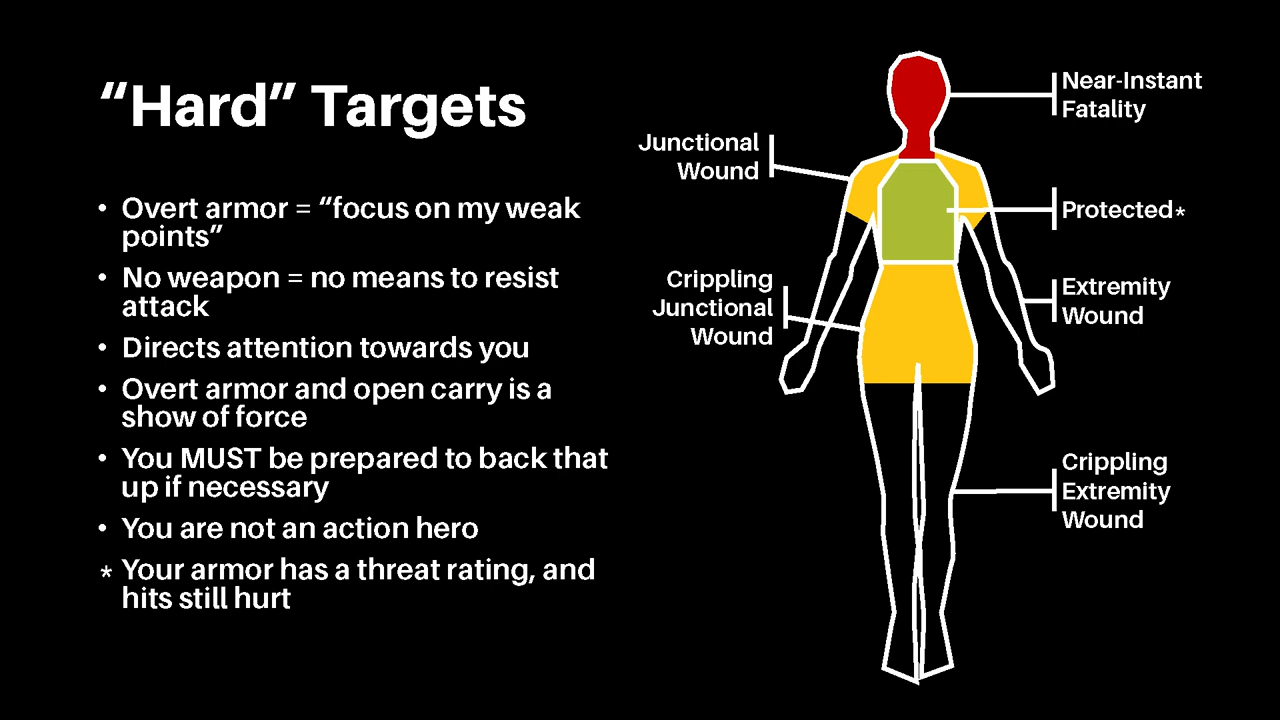 “Hard” Targets
• Overt armor = “focus on my weak
points”
• No weapon = no means to resist
attack
• Directs attention towards you
• Overt armor and open carry is a
show of force
• You MUST be prepared to back that
up if necessary
• You are not an action hero
* Your armor has a threat rating, and
hits still hurt
Near-Instant
Fatality
Junctional
Wound
Protected*
Crippling
Junctional
Wound
Extremity
Wound
Crippling
Extremity
Wound